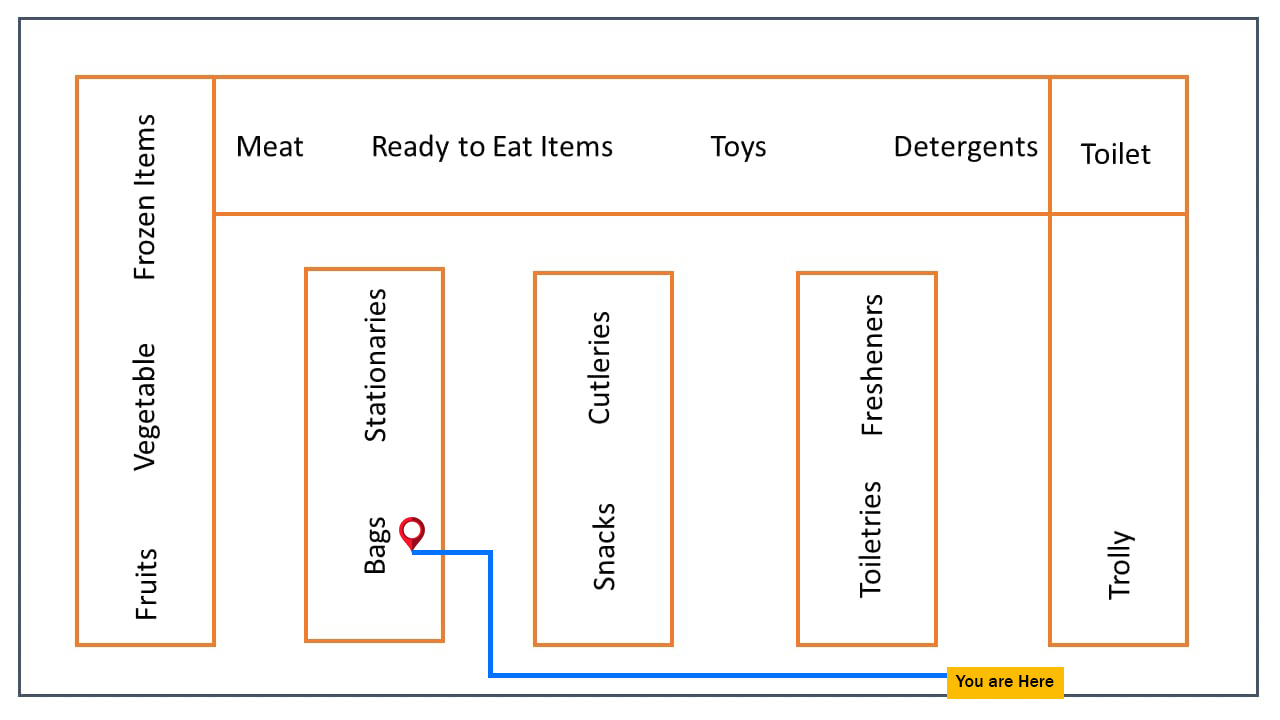 Frozen Items
Vegetable
Fruits
Meat
Ready to Eat Items
Toys
Detergents
Toilet
Stationaries
Bags
Cutleries
Snacks
Fresheners
Toiletries
Trolly
You are Here